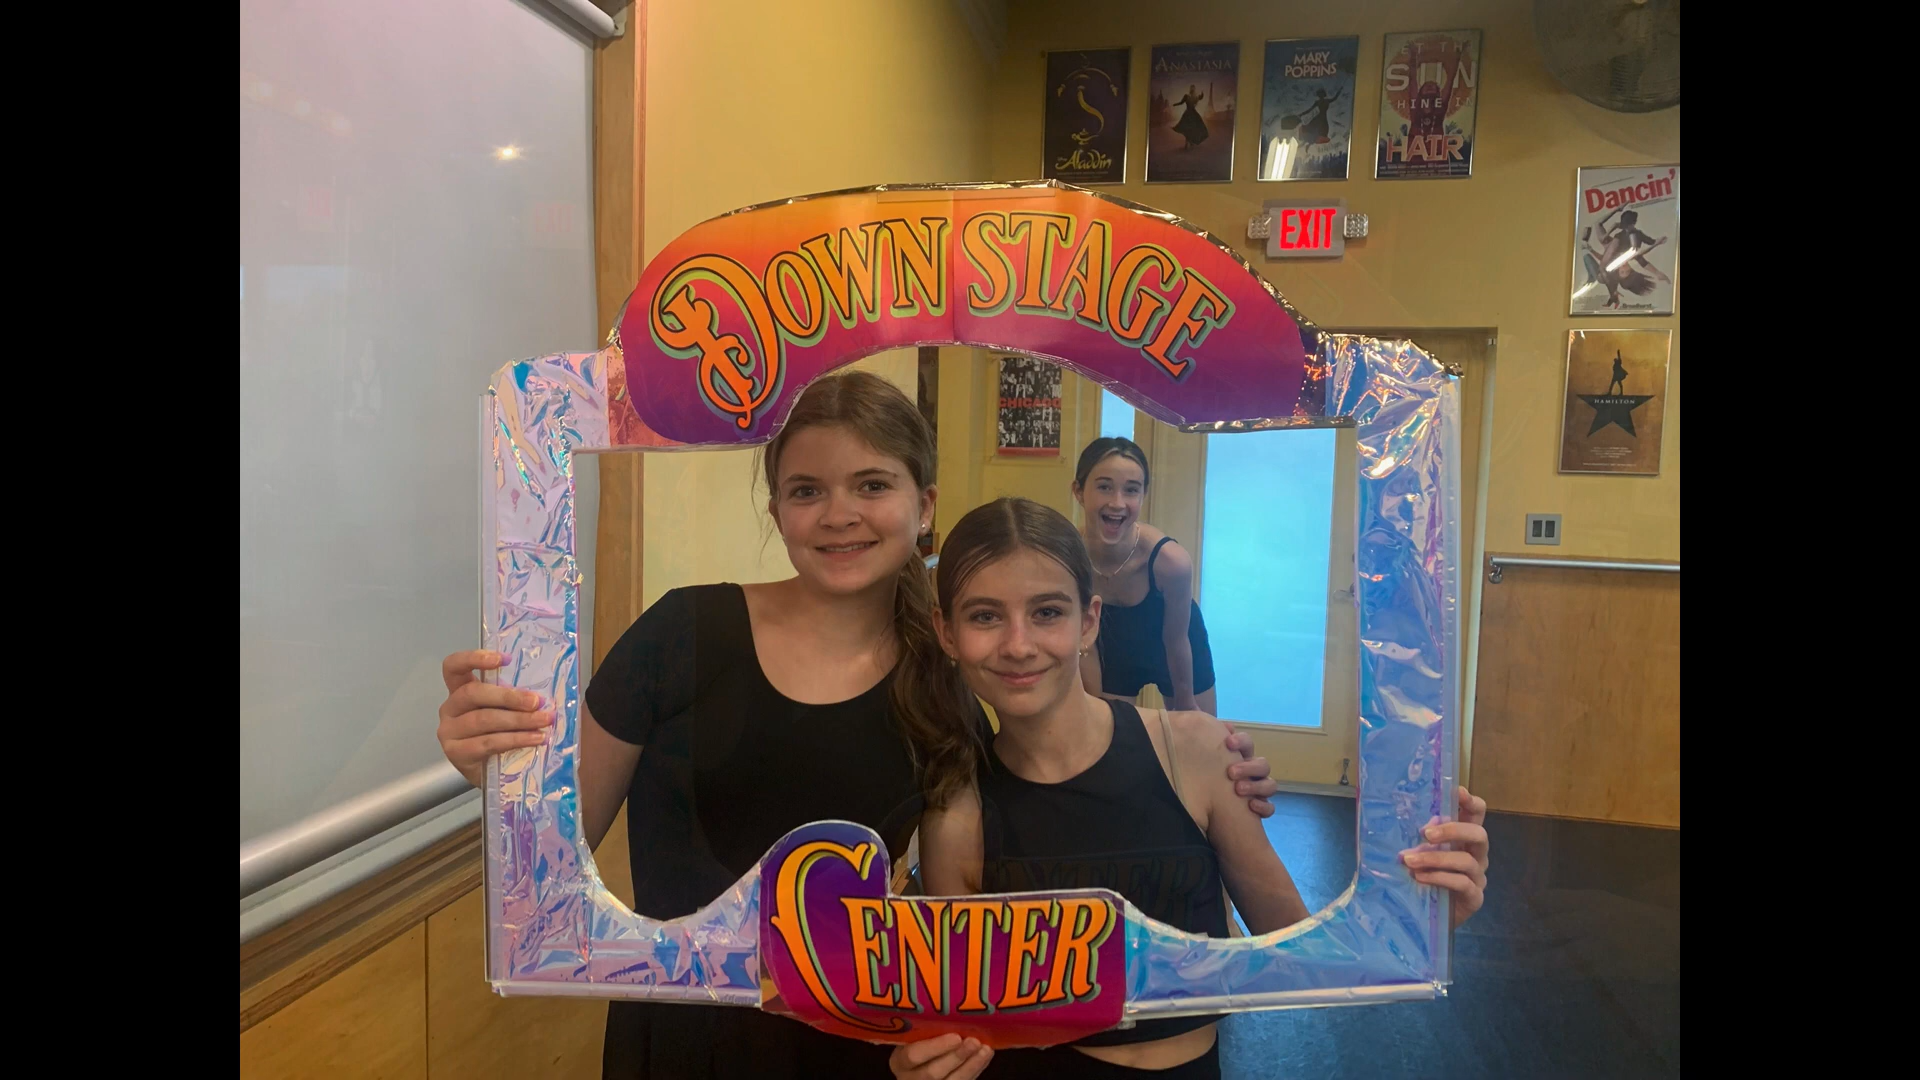 Aladdin
ANASTASIA
MARY
POPPINS
LET THE
SUN
SHINE IN
HAIR
EXIT
Dancin'
DOWN STAGE
CHICAGO
HAMILTON
CENTER